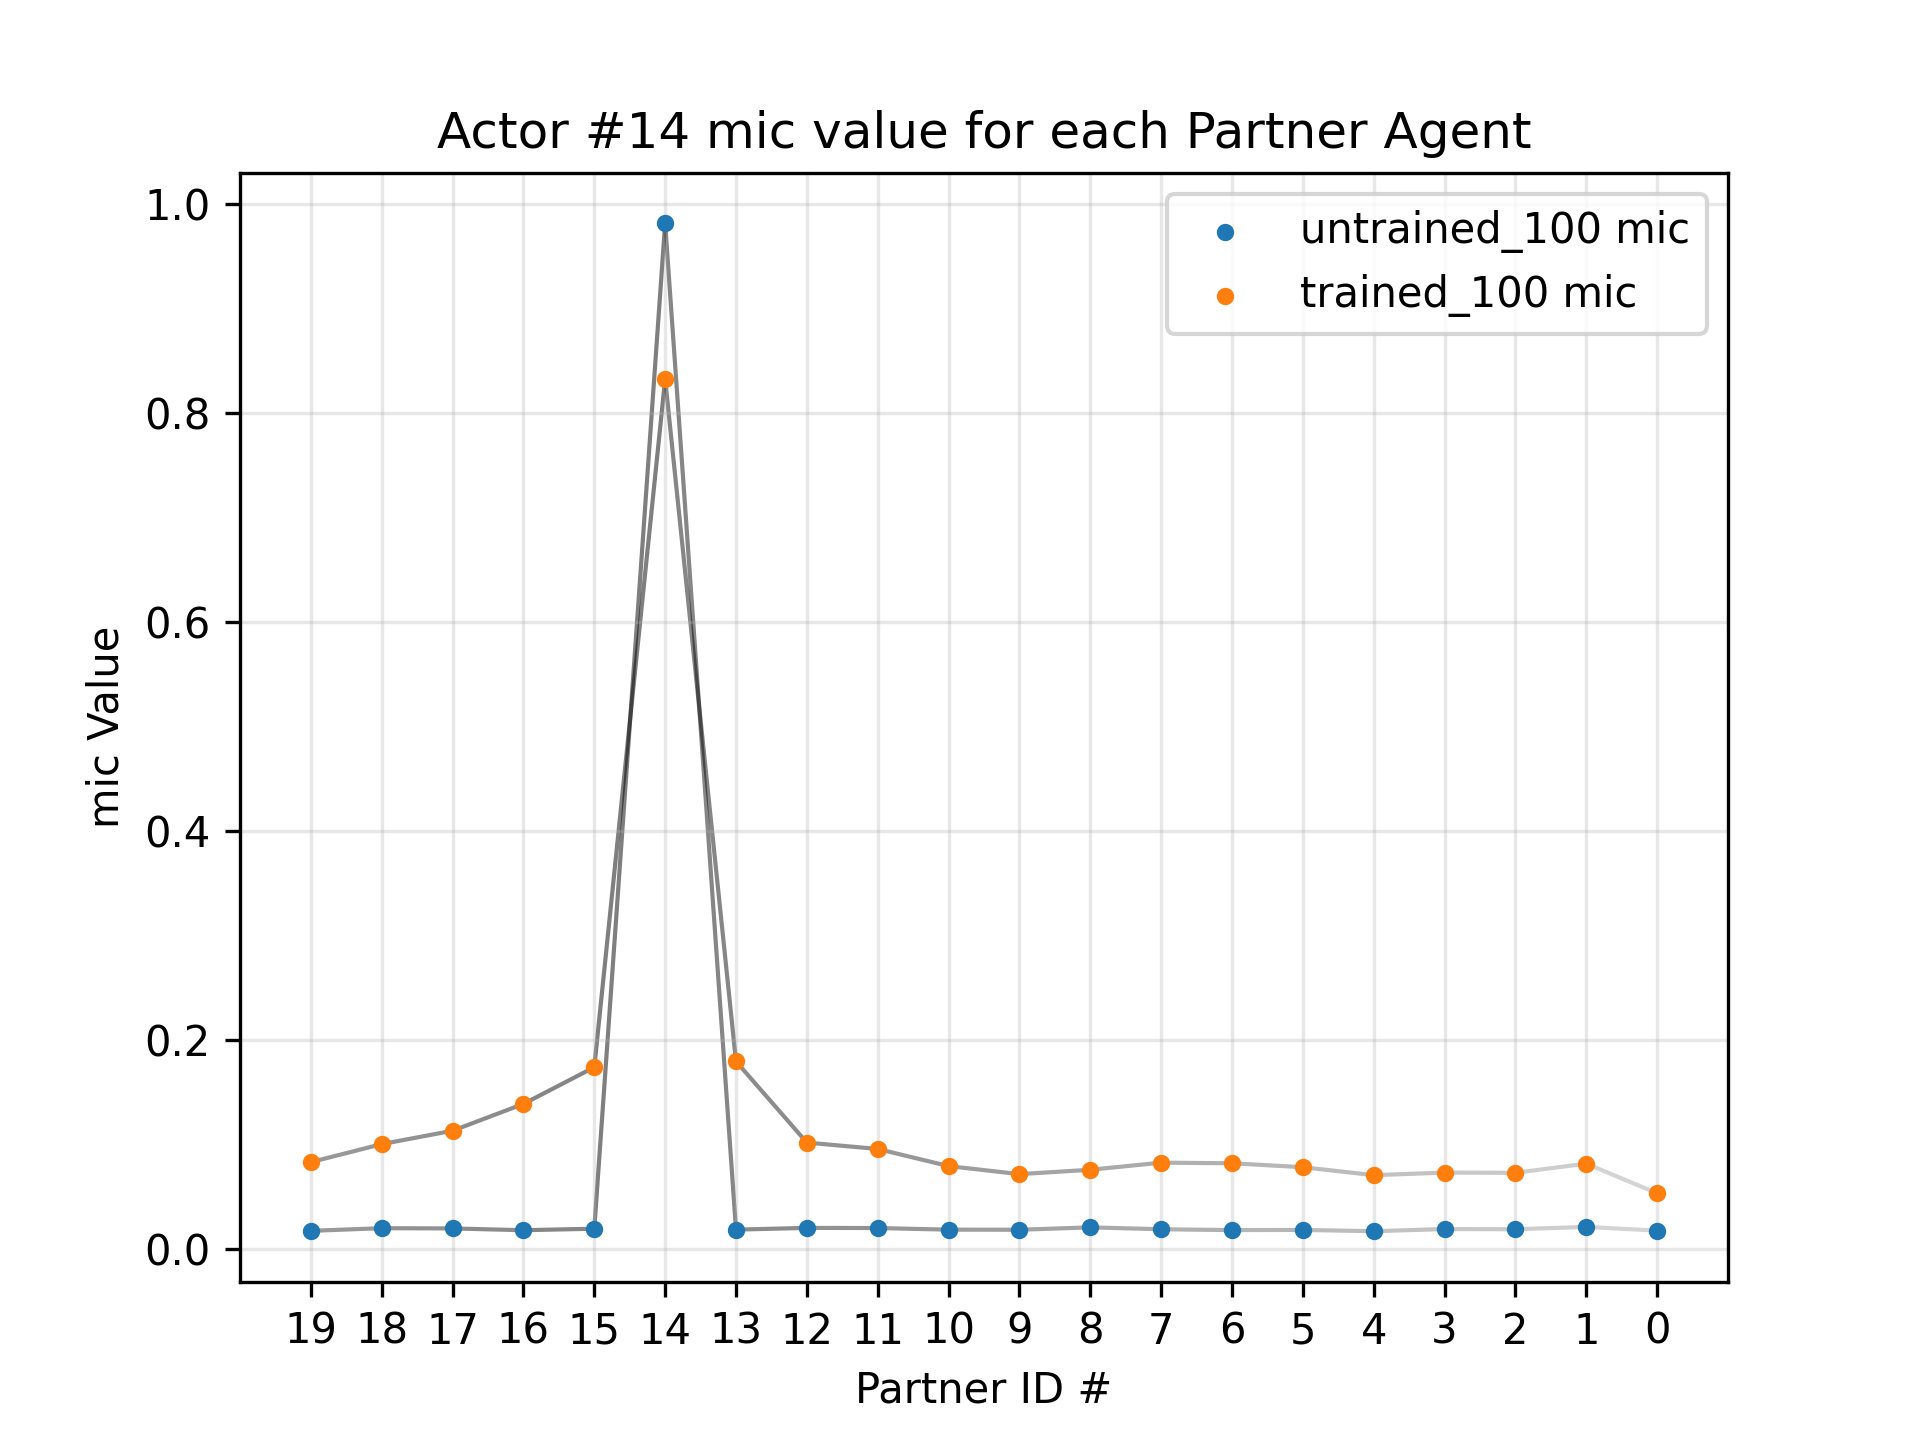 Actor #14 mic value for each Partner Agent
untrained_100 mic
trained_100 mic
1.0
0.8
0.6
0.4
0.2
0.0
mic Value
19 18 17 16 15 14 13 12 11 10 9 8 7 6 5 4 3 2 1 0
Partner ID #